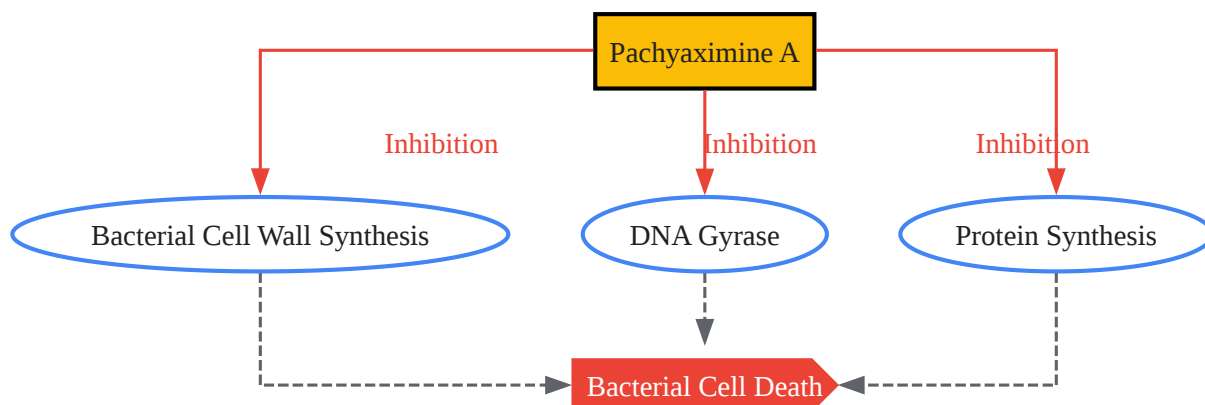 Pachyaximine A
Inhibition
Inhibition
Inhibition
Bacterial Cell Wall Synthesis
DNA Gyrase
Protein Synthesis
Bacterial Cell Death